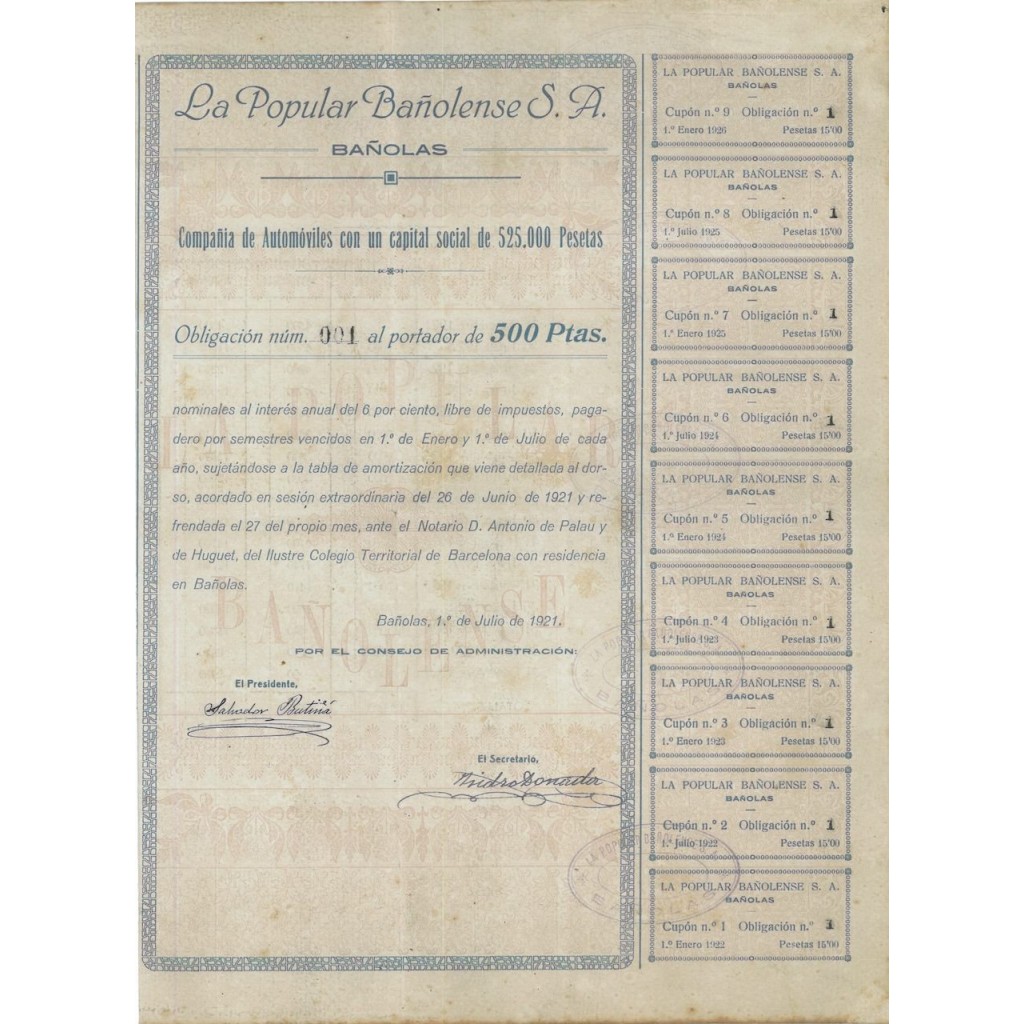 La Popular Bañolense S. A.
BAÑOLAS
Compañia de Automóviles con un capital social de 525.000 Pesetas
Obligación núm. 001 al portador de 500 Ptas.
nominales al interés anual del 6 por ciento, libre de impuestos, paga-
dero por semestres vencidos en 1.º de Enero y 1.º de Julio de cada
año, sujetándose a la tabla de amortización que viene detallada al dor-
so, acordado en sesión extraordinaria del 26 de Junio de 1921 y re-
frendada el 27 del propio mes, ante el Notario D. Antonio de Palau y
de Huguet, del Ilustre Colegio Territorial de Barcelona con residencia
en Bañolas.
Bañolas, 1.º de Julio de 1921.
POR EL CONSEJO DE ADMINISTRACIÓN:
El Presidente,
Salvador Butiñá
El Secretario,
Isidro Donada
LA POPULAR
BAÑOLENSE
LA POPULAR BAÑOLENSE S. A.
BAÑOLAS
Cupón n.º 9 Obligación n.º 1
1.º Enero 1926 Pesetas 15'00
LA POPULAR BAÑOLENSE S. A.
BAÑOLAS
Cupón n.º 8 Obligación n.º 1
1.º Julio 1925 Pesetas 15'00
LA POPULAR BAÑOLENSE S. A.
BAÑOLAS
Cupón n.º 7 Obligación n.º 1
1.º Enero 1925 Pesetas 15'00
LA POPULAR BAÑOLENSE S. A.
BAÑOLAS
Cupón n.º 6 Obligación n.º 1
1.º Julio 1924 Pesetas 15'00
LA POPULAR BAÑOLENSE S. A.
BAÑOLAS
Cupón n.º 5 Obligación n.º 1
1.º Enero 1924 Pesetas 15'00
LA POPULAR BAÑOLENSE S. A.
BAÑOLAS
Cupón n.º 4 Obligación n.º 1
1.º Julio 1923 Pesetas 15'00
LA POPULAR BAÑOLENSE S. A.
BAÑOLAS
Cupón n.º 3 Obligación n.º 1
1.º Enero 1923 Pesetas 15'00
LA POPULAR BAÑOLENSE S. A.
BAÑOLAS
Cupón n.º 2 Obligación n.º 1
1.º Julio 1922 Pesetas 15'00
LA POPULAR BAÑOLENSE S. A.
BAÑOLAS
Cupón n.º 1 Obligación n.º 1
1.º Enero 1922 Pesetas 15'00